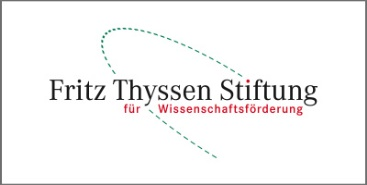 Fritz Thyssen Stiftung
für Wissenschaftsförderung